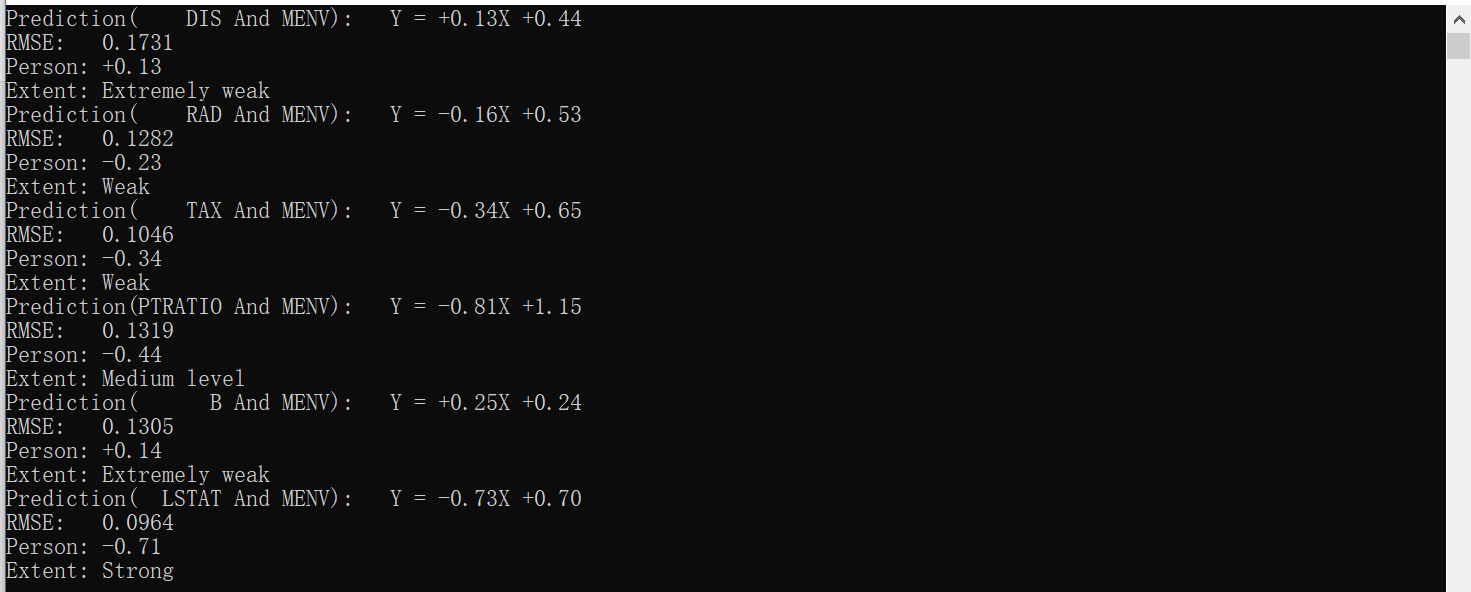 Prediction(    DIS And MENV):   Y = +0.13X +0.44
RMSE:   0.1731
Person: +0.13
Extent: Extremely weak
Prediction(    RAD And MENV):   Y = -0.16X +0.53
RMSE:   0.1282
Person: -0.23
Extent: Weak
Prediction(    TAX And MENV):   Y = -0.34X +0.65
RMSE:   0.1046
Person: -0.34
Extent: Weak
Prediction(PTRATIO And MENV):   Y = -0.81X +1.15
RMSE:   0.1319
Person: -0.44
Extent: Medium level
Prediction(      B And MENV):   Y = +0.25X +0.24
RMSE:   0.1305
Person: +0.14
Extent: Extremely weak
Prediction(  LSTAT And MENV):   Y = -0.73X +0.70
RMSE:   0.0964
Person: -0.71
Extent: Strong